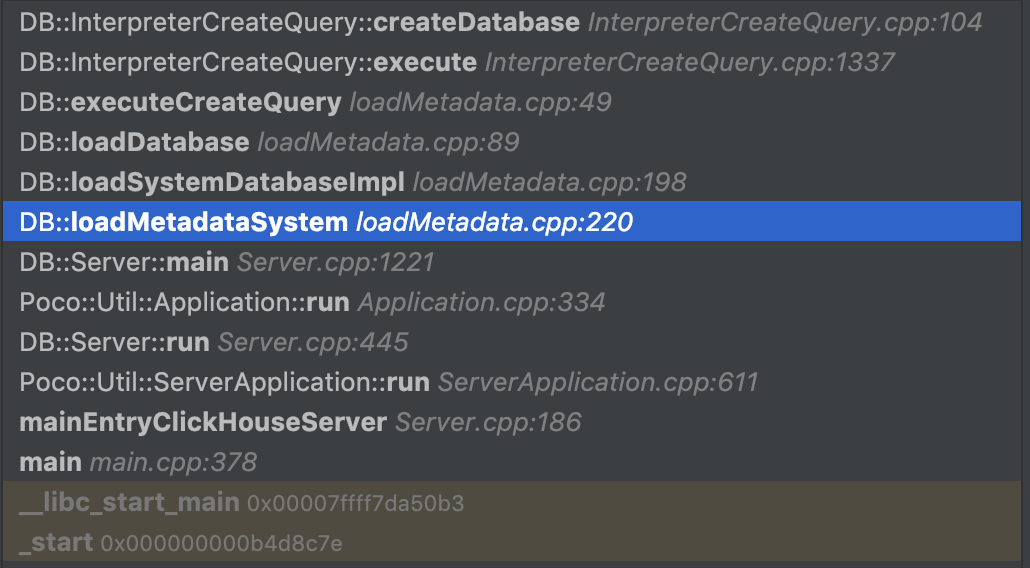 DB::InterpreterCreateQuery::createDatabase InterpreterCreateQuery.cpp:104
DB::InterpreterCreateQuery::execute InterpreterCreateQuery.cpp:1337
DB::executeCreateQuery loadMetadata.cpp:49
DB::loadDatabase loadMetadata.cpp:89
DB::loadSystemDatabaseImpl loadMetadata.cpp:198
DB::loadMetadataSystem loadMetadata.cpp:220
DB::Server::main Server.cpp:1221
Poco::Util::Application::run Application.cpp:334
DB::Server::run Server.cpp:445
Poco::Util::ServerApplication::run ServerApplication.cpp:611
mainEntryClickHouseServer Server.cpp:186
main main.cpp:378
__libc_start_main 0x00007ffff7da50b3
_start 0x000000000b4d8c7e